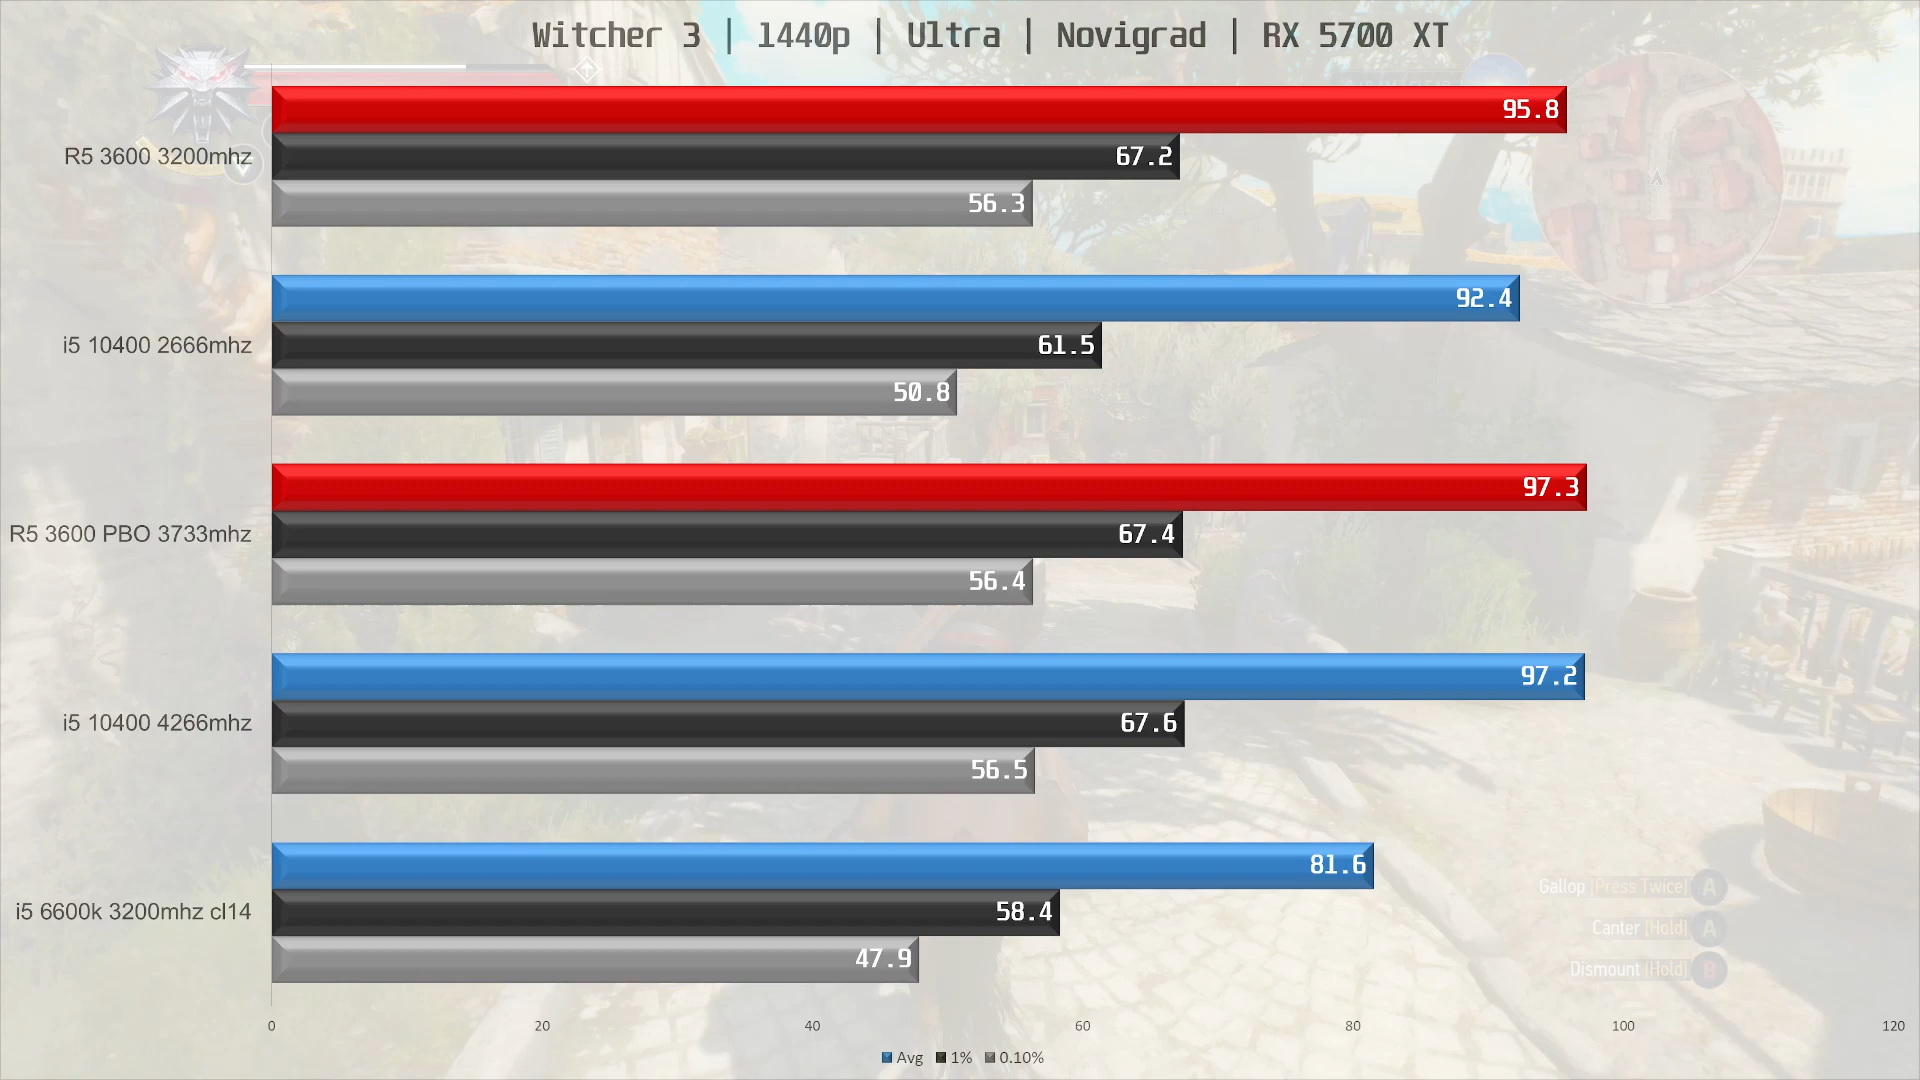 Witcher 3 | 1440p | Ultra | Novigrad | RX 5700 XT
95.8
R5 3600 3200mhz
67.2
56.3
92.4
i5 10400 2666mhz
61.5
50.8
97.3
R5 3600 PBO 3733mhz
67.4
56.4
97.2
i5 10400 4266mhz
67.6
56.5
81.6
i5 6600k 3200mhz cl14
58.4
47.9
Gallop [Press Twice] A
Canter [Hold] A
Dismount [Hold] B
0 20 40 60 80 100 120
Avg 1% 0.10%